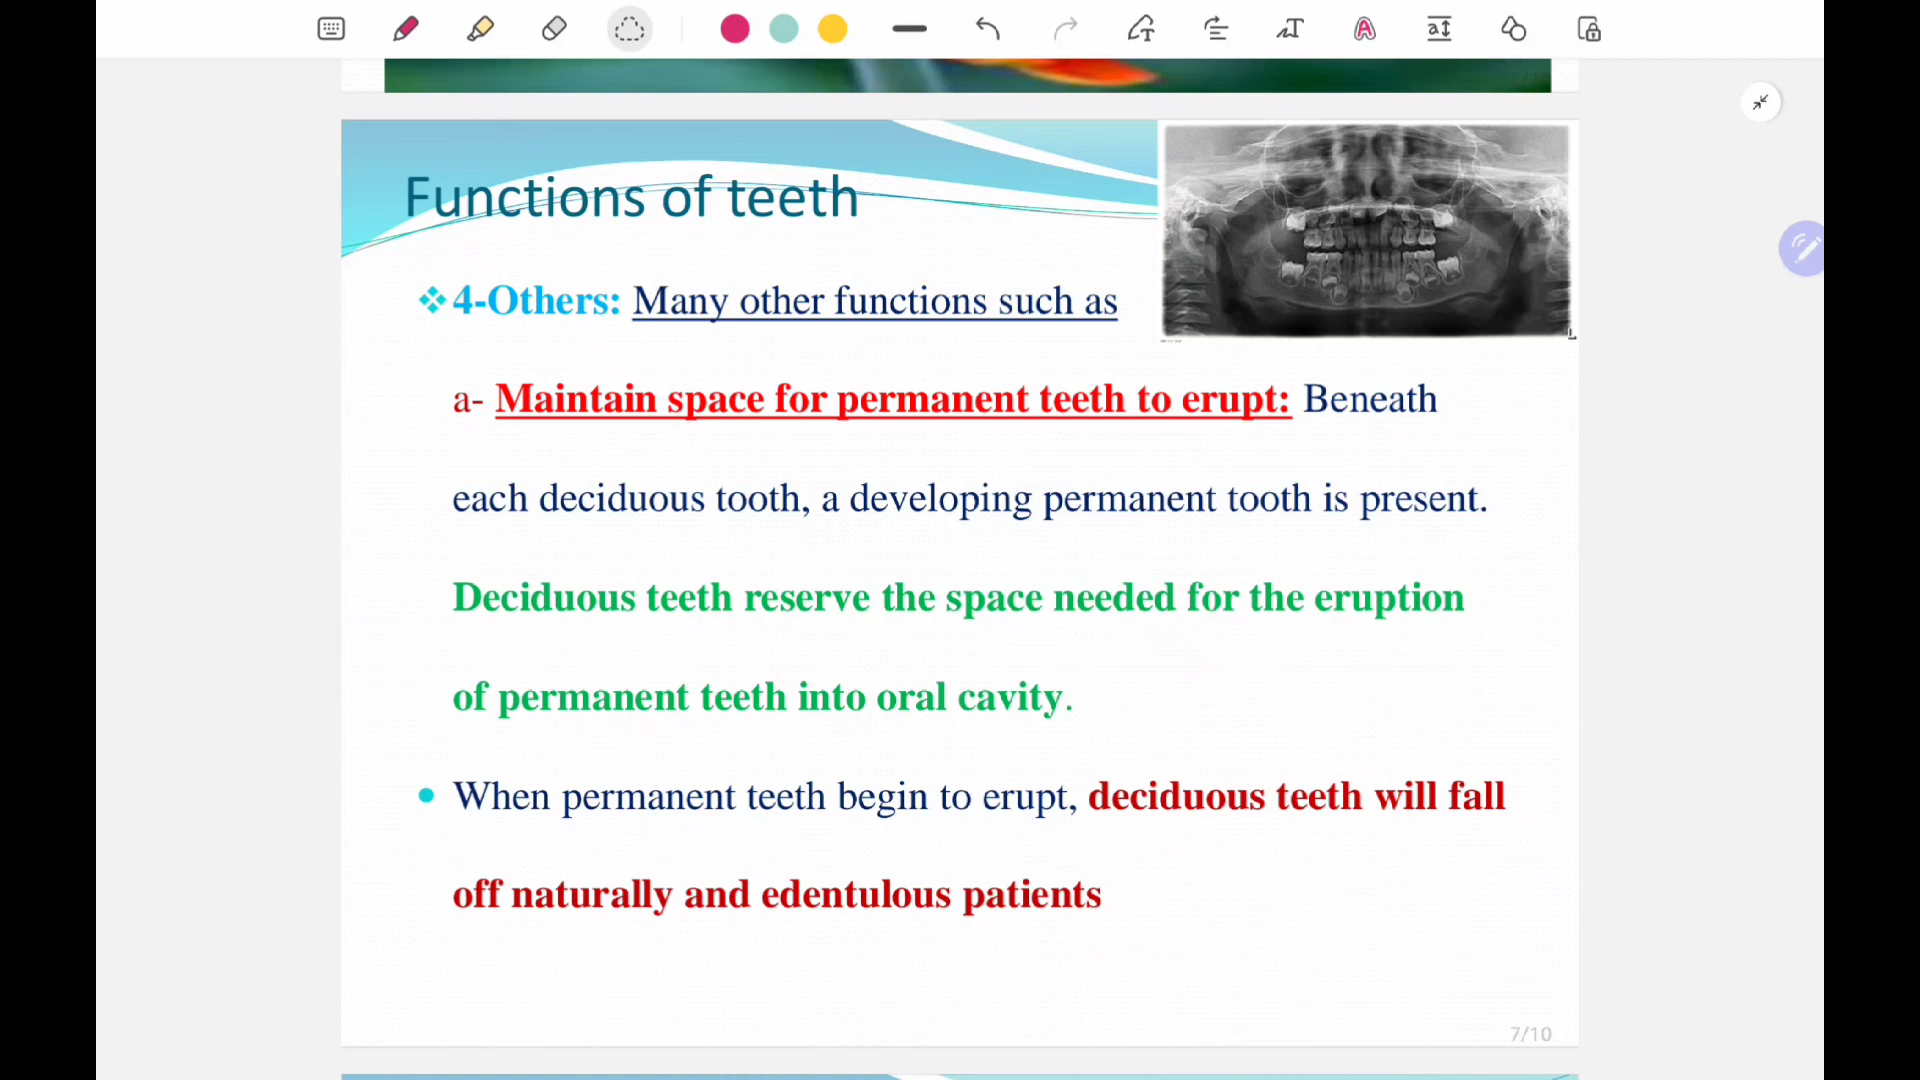 Functions of teeth
4-Others: Many other functions such as
a- Maintain space for permanent teeth to erupt: Beneath
each deciduous tooth, a developing permanent tooth is present.
Deciduous teeth reserve the space needed for the eruption
of permanent teeth into oral cavity.
When permanent teeth begin to erupt, deciduous teeth will fall
off naturally and edentulous patients
L
7/10